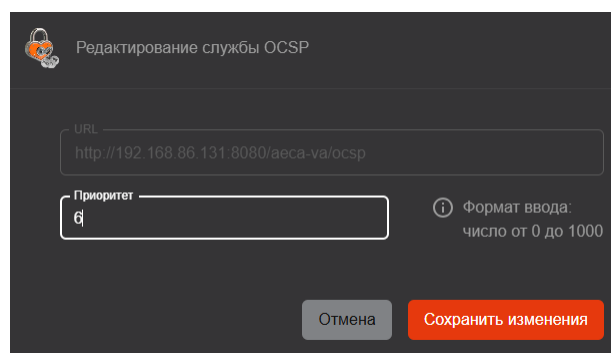 Редактирование службы OCSP
URL
http://192.168.86.131:8080/aeca-va/ocsp
Приоритет
6
Формат ввода:
число от 0 до 1000
Отмена
Сохранить изменения